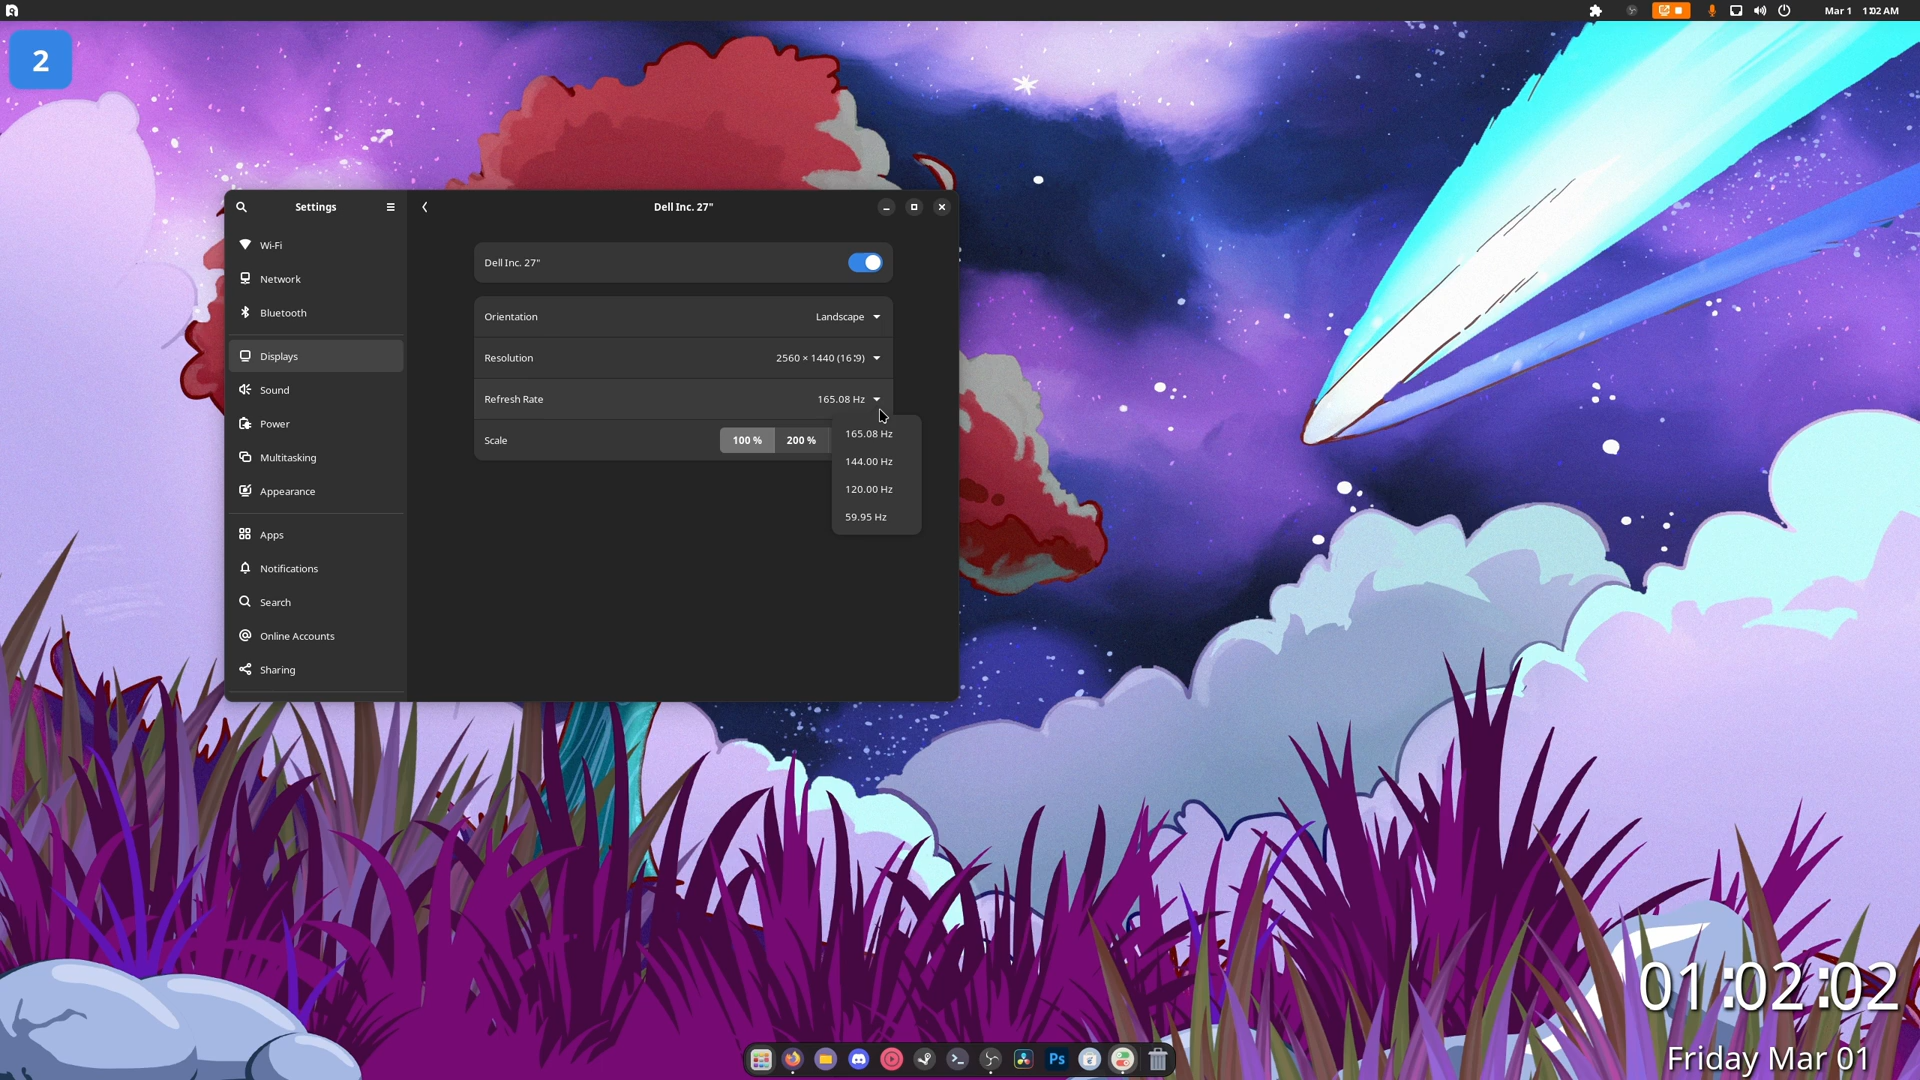 Mar 1 1:02 AM
2
Settings
Dell Inc. 27"
Wi-Fi
Network
Bluetooth
Displays
Sound
Power
Multitasking
Appearance
Apps
Notifications
Search
Online Accounts
Sharing
Dell Inc. 27"
Orientation
Landscape
Resolution
2560 × 1440 (16:9)
Refresh Rate
165.08 Hz
Scale
100 %
200 %
165.08 Hz
144.00 Hz
120.00 Hz
59.95 Hz
Ps
01:02:02
Friday Mar 01